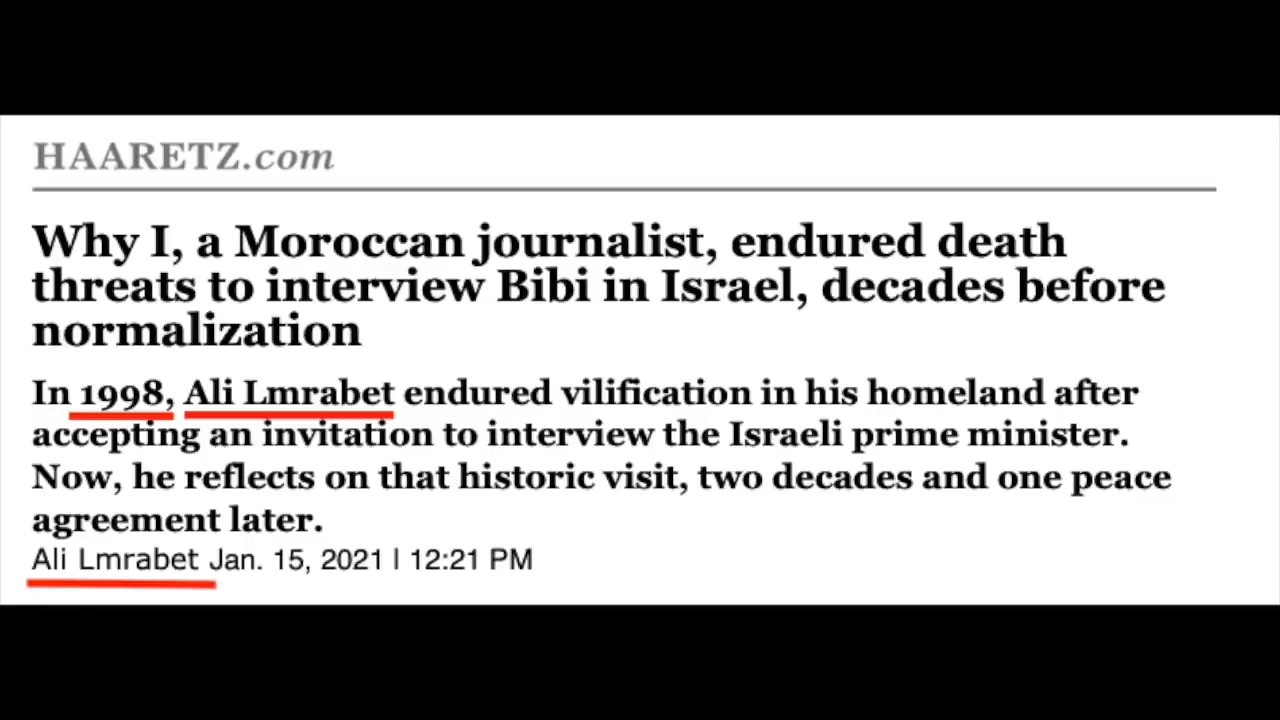 HAARETZ.com
Why I, a Moroccan journalist, endured death
threats to interview Bibi in Israel, decades before
normalization
In 1998, Ali Lmrabet endured vilification in his homeland after
accepting an invitation to interview the Israeli prime minister.
Now, he reflects on that historic visit, two decades and one peace
agreement later.
Ali Lmrabet Jan. 15, 2021 | 12:21 PM